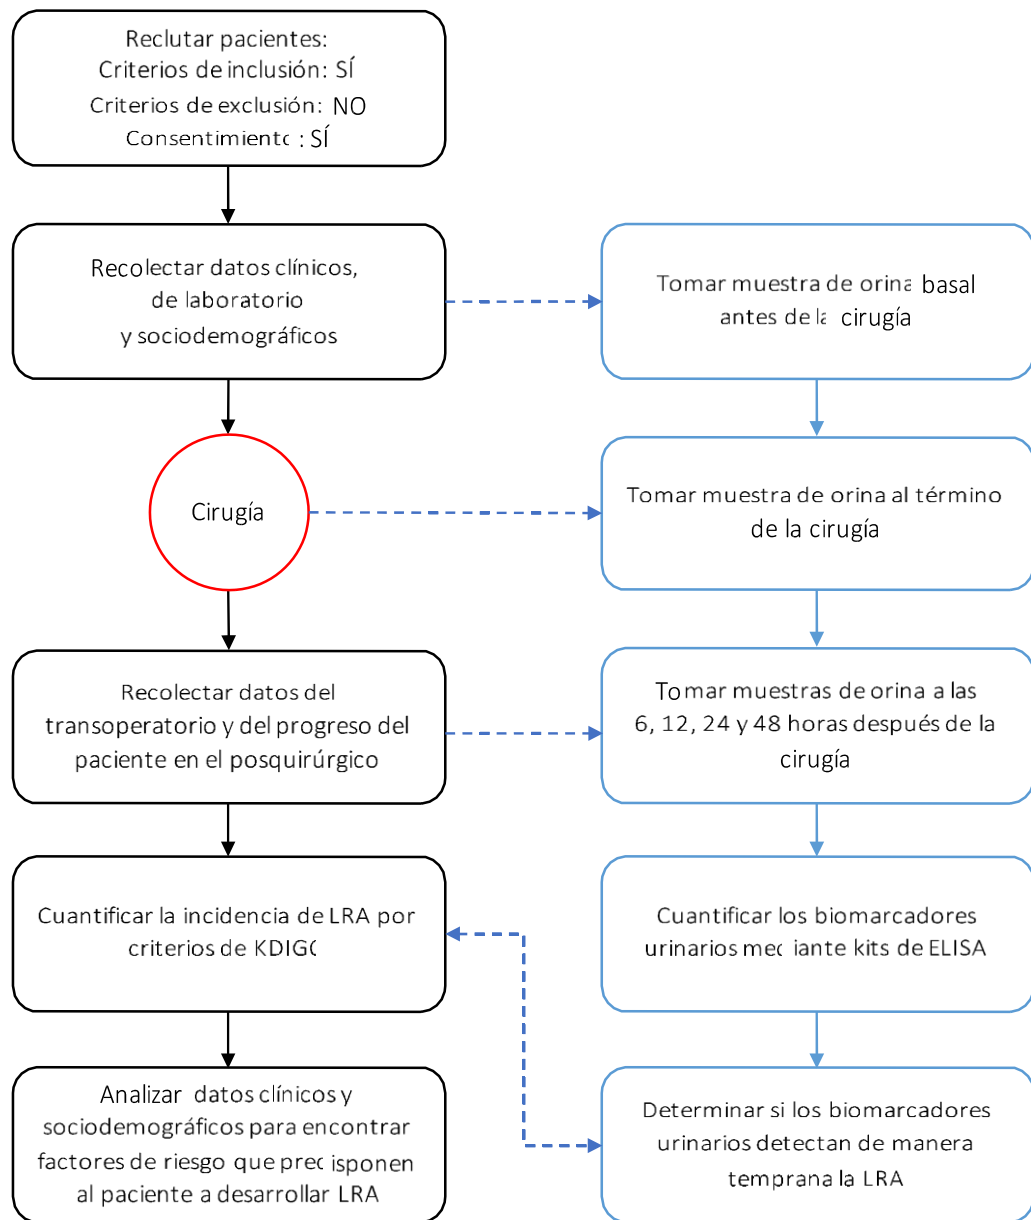 Reclutar pacientes:
Criterios de inclusión: SÍ
Criterios de exclusión: NO
Consentimiento: SÍ
Recolectar datos clínicos,
de laboratorio
y sociodemográficos
Tomar muestra de orina basal
antes de la cirugía
Cirugía
Tomar muestra de orina al término
de la cirugía
Recolectar datos del
transoperatorio y del progreso del
paciente en el posquirúrgico
Tomar muestras de orina a las
6, 12, 24 y 48 horas después de la
cirugía
Cuantificar la incidencia de LRA por
criterios de KDIGO
Cuantificar los biomarcadores
urinarios mediante kits de ELISA
Analizar datos clínicos y
sociodemográficos para encontrar
factores de riesgo que predisponen
al paciente a desarrollar LRA
Determinar si los biomarcadores
urinarios detectan de manera
temprana la LRA